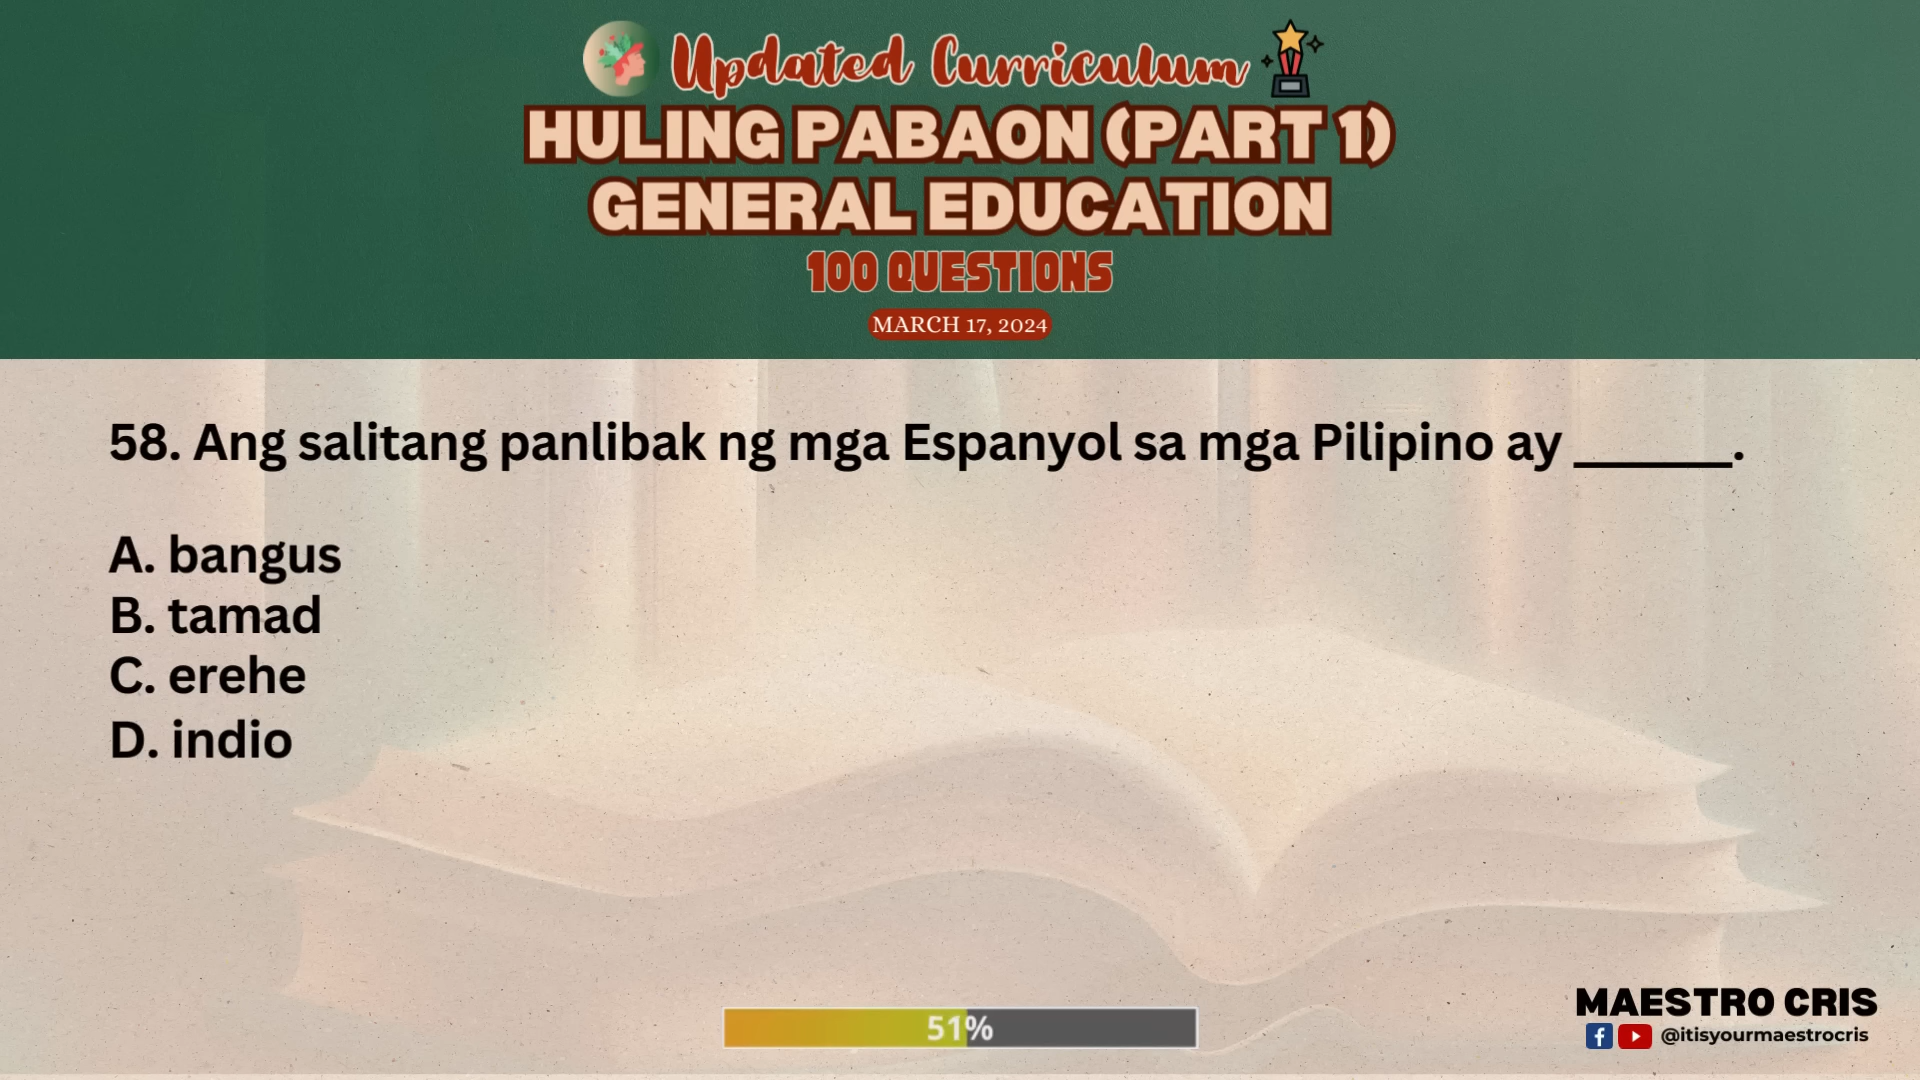 Updated Curriculum
HULING PABAON (PART 1)
GENERAL EDUCATION
100 QUESTIONS
MARCH 17, 2024
58. Ang salitang panlibak ng mga Espanyol sa mga Pilipino ay ______.
A. bangus
B. tamad
C. erehe
D. indio
51%
MAESTRO CRIS
@itisyourmaestrocris